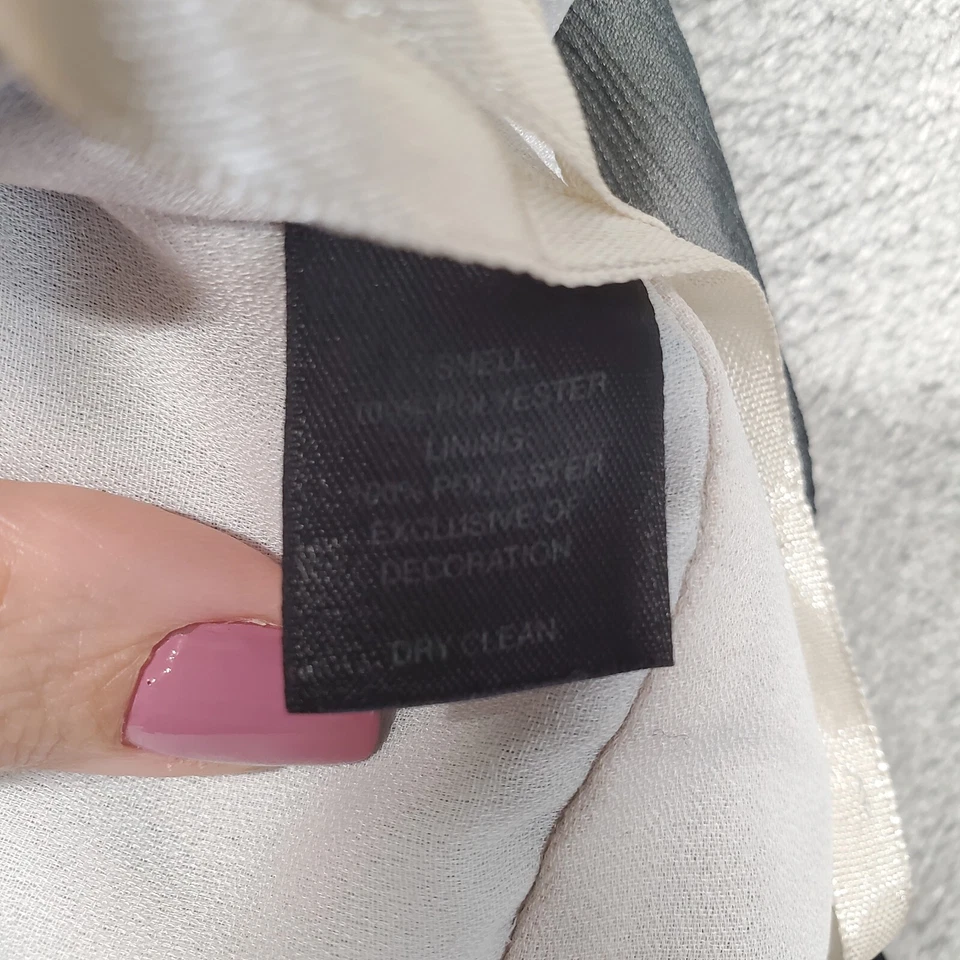 SHELL:
100% POLYESTER
LINING:
100% POLYESTER
EXCLUSIVE OF
DECORATION
DRY CLEAN